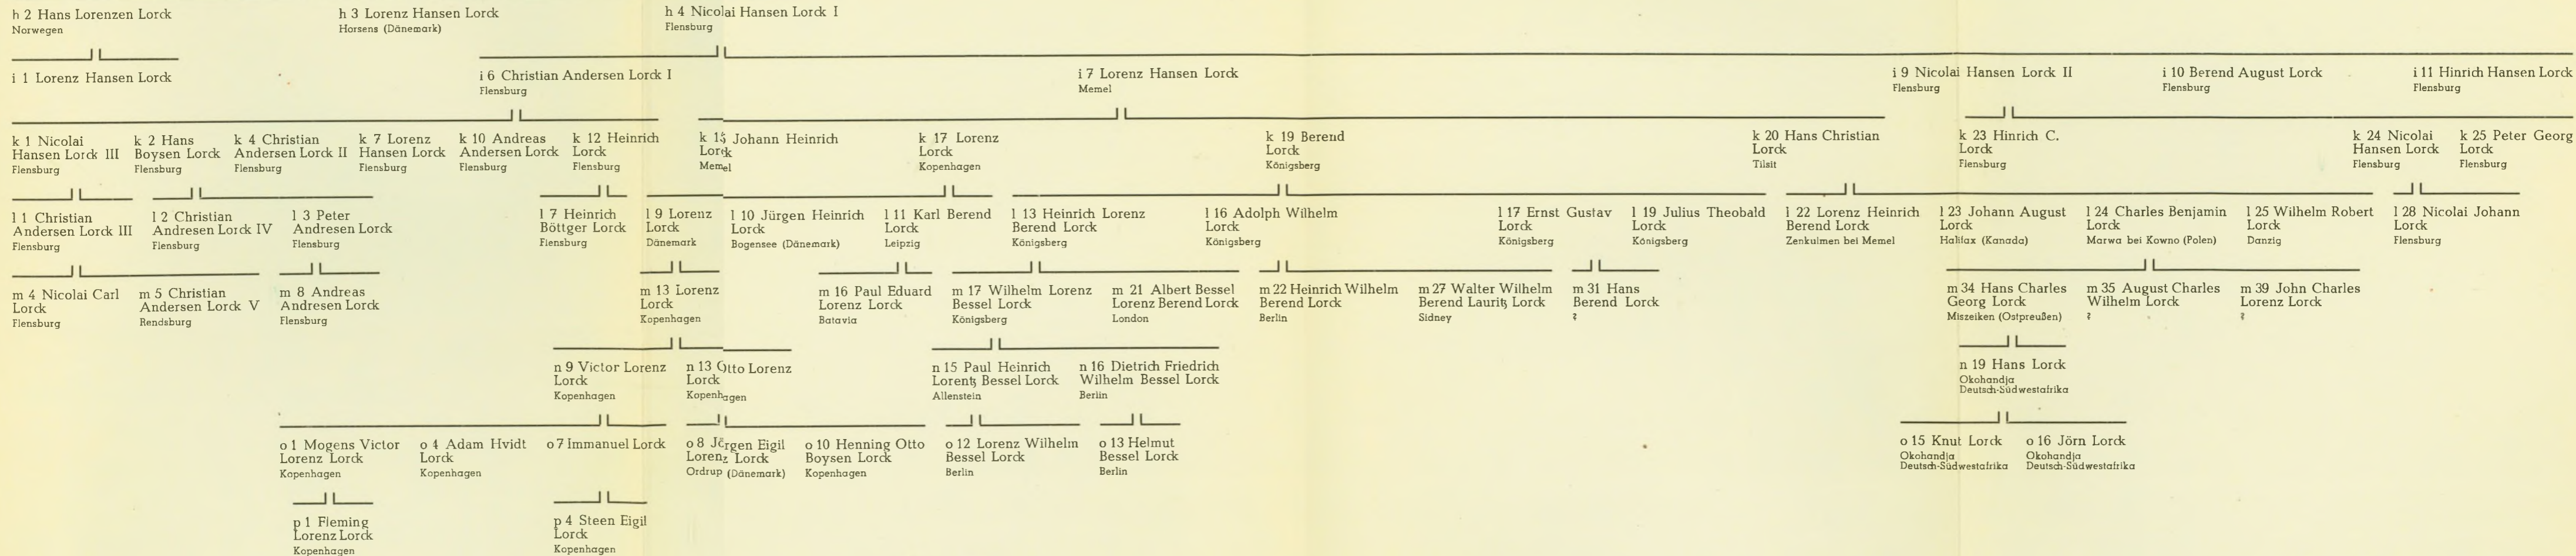 h 2 Hans Lorenzen Lorck
Norwegen
h 3 Lorenz Hansen Lorck
Horsens (Dänemark)
h 4 Nicolai Hansen Lorck I
Flensburg
i 1 Lorenz Hansen Lorck
i 6 Christian Andersen Lorck I
Flensburg
i 7 Lorenz Hansen Lorck
Memel
i 9 Nicolai Hansen Lorck II
Flensburg
i 10 Berend August Lorck
Flensburg
i 11 Hinrich Hansen Lorck
Flensburg
k 1 Nicolai
Hansen Lorck III
Flensburg
k 2 Hans
Boysen Lorck
Flensburg
k 4 Christian
Andersen Lorck II
Flensburg
k 7 Lorenz
Hansen Lorck
Flensburg
k 10 Andreas
Andersen Lorck
Flensburg
k 12 Heinrich
Lorck
Flensburg
k Johann Heinrich
Lorck
Memel
k 17 Lorenz
Lorck
Kopenhagen
k 19 Berend
Lorck
Königsberg
k 20 Hans Christian
Lorck
Tilsit
k 23 Hinrich C.
Lorck
Flensburg
k 24 Nicolai
Hansen Lorck
Flensburg
k 25 Peter Georg
Lorck
Flensburg
l 1 Christian
Andersen Lorck III
Flensburg
l 2 Christian
Andresen Lorck IV
Flensburg
l 3 Peter
Andresen Lorck
Flensburg
l 7 Heinrich
Böttger Lorck
Flensburg
l 9 Lorenz
Lorck
Dänemark
l 10 Jürgen Heinrich
Lorck
Bogensee (Dänemark)
l 11 Karl Berend
Lorck
Leipzig
l 13 Heinrich Lorenz
Berend Lorck
Königsberg
l 16 Adolph Wilhelm
Lorck
Königsberg
l 17 Ernst Gustav
Lorck
Königsberg
l 19 Julius Theobald
Lorck
Königsberg
l 22 Lorenz Heinrich
Berend Lorck
Zenkuimen bei Memel
l 23 Johann August
Lorck
Halifax (Kanada)
l 24 Charles Benjamin
Lorck
Marwa bei Kowno (Polen)
l 25 Wilhelm Robert
Lorck
Danzig
l 28 Nicolai Johann
Lorck
Flensburg
m 4 Nicolai Carl
Lorck
Flensburg
m 5 Christian
Andersen Lorck V
Rendsburg
m 8 Andreas
Andresen Lorck
Flensburg
m 13 Lorenz
Lorck
Kopenhagen
m 16 Paul Eduard
Lorenz Lorck
Batavia
m 17 Wilhelm Lorenz
Bessel Lorck
Königsberg
m 21 Albert Bessel
Lorenz Berend Lorck
London
m 22 Heinrich Wilhelm
Berend Lorck
Berlin
m 27 Walter Wilhelm
Berend Lauritz Lorck
Sidney
m 31 Hans
Berend Lorck
?
m 34 Hans Charles
Georg Lorck
Miszeiken (Ostpreußen)
m 35 August Charles
Wilhelm Lorck
?
m 39 John Charles
Lorenz Lorck
?
n 9 Victor Lorenz
Lorck
Kopenhagen
n 13 Otto Lorenz
Lorck
Kopenhagen
n 15 Paul Heinrich
Lorentz Bessel Lorck
Allenstein
n 16 Dietrich Friedrich
Wilhelm Bessel Lorck
Berlin
n 19 Hans Lorck
Okohandja
Deutsch-Südwestafrika
o 1 Mogens Victor
Lorenz Lorck
Kopenhagen
o 4 Adam Hvidt
Lorck
Kopenhagen
o 7 Immanuel Lorck
o 8 Jörgen Eigil
Lorenz Lorck
Ordrup (Dänemark)
o 10 Henning Otto
Boysen Lorck
Kopenhagen
o 12 Lorenz Wilhelm
Bessel Lorck
Berlin
o 13 Helmut
Bessel Lorck
Berlin
o 15 Knut Lorck
Okohandja
Deutsch-Südwestafrika
o 16 Jörn Lorck
Okohandja
Deutsch-Südwestafrika
p 1 Fleming
Lorenz Lorck
Kopenhagen
p 4 Steen Eigil
Lorck
Kopenhagen